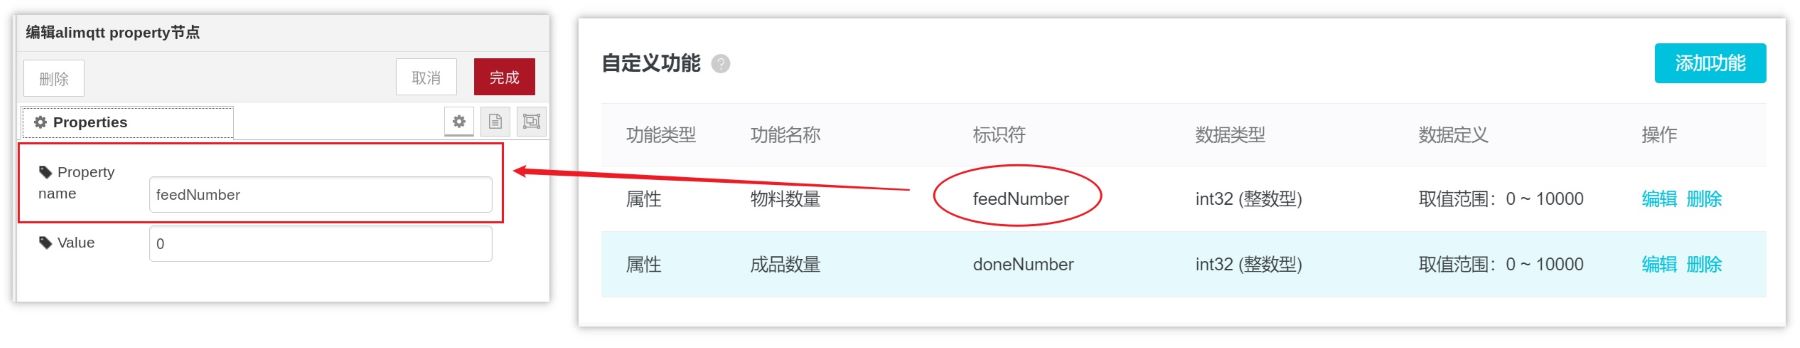 编辑alimqtt property节点
删除
取消
完成
Properties
Property name
feedNumber
Value
0
自定义功能 ?
添加功能
功能类型 功能名称 标识符 数据类型 数据定义 操作
属性 物料数量 feedNumber int32 (整数型) 取值范围：0 ~ 10000 编辑 删除
属性 成品数量 doneNumber int32 (整数型) 取值范围：0 ~ 10000 编辑 删除